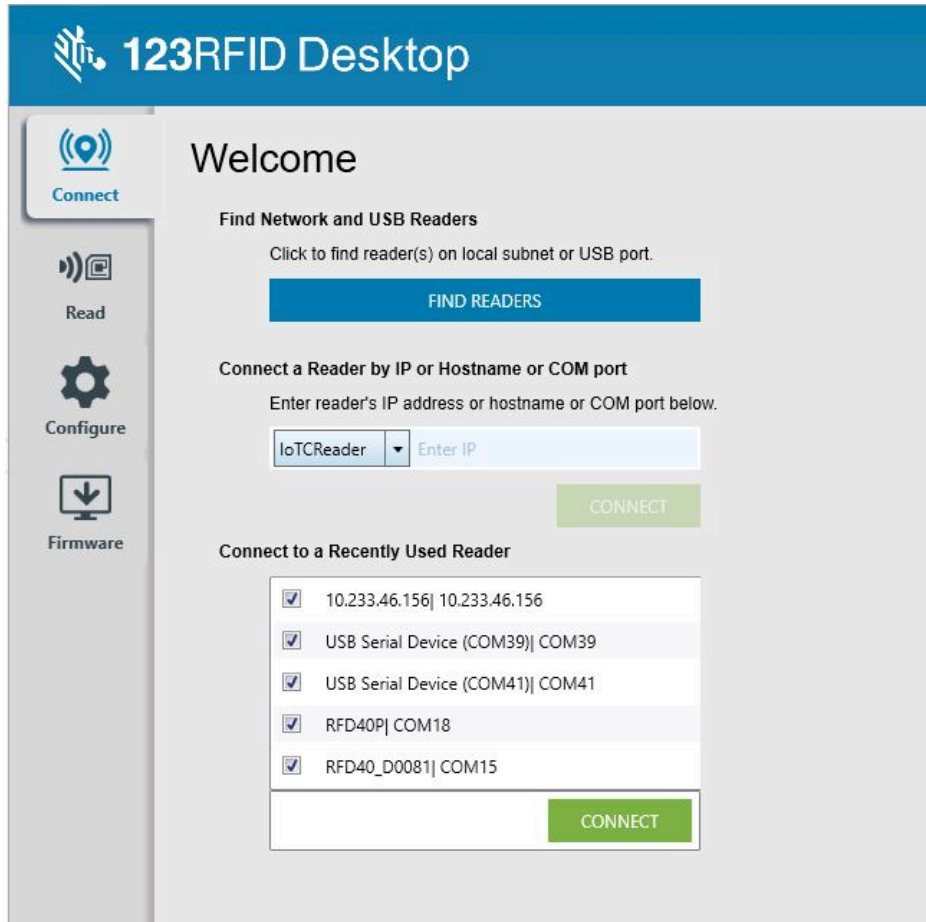 123RFID Desktop
Connect
Read
Configure
Firmware
Welcome
Find Network and USB Readers
Click to find reader(s) on local subnet or USB port.
FIND READERS
Connect a Reader by IP or Hostname or COM port
Enter reader's IP address or hostname or COM port below.
IoTCReader Enter IP
CONNECT
Connect to a Recently Used Reader
10.233.46.156| 10.233.46.156
USB Serial Device (COM39)| COM39
USB Serial Device (COM41)| COM41
RFD40P| COM18
RFD40_D0081| COM15
CONNECT